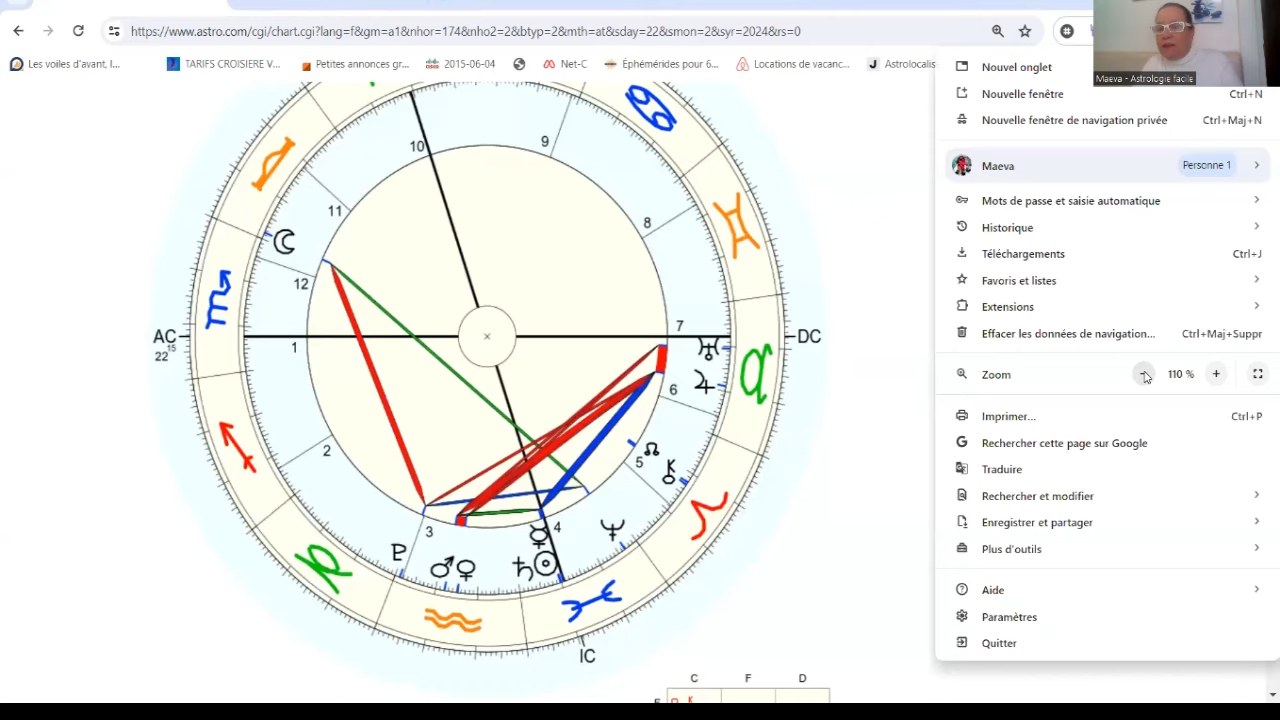 https://www.astro.com/cgi/chart.cgi?lang=f&gm=a1&nhor=174&nho2=2&btyp=2&mth=at&sday=22&smon=2&syr=2024&rs=0
Les voiles d'avant, l...
TARIFS CROISIERE V...
Petites annonces gr...
2015-06-04
Net-C
Éphémérides pour 6...
Locations de vacanc...
Astrolocalis
Maeva - Astrologie facile
Nouvel onglet
Nouvelle fenêtre Ctrl+N
Nouvelle fenêtre de navigation privée Ctrl+Maj+N
Maeva Personne 1
Mots de passe et saisie automatique
Historique
Téléchargements Ctrl+J
Favoris et listes
Extensions
Effacer les données de navigation... Ctrl+Maj+Suppr
Zoom - 110 % +
Imprimer... Ctrl+P
Rechercher cette page sur Google
Traduire
Rechercher et modifier
Enregistrer et partager
Plus d'outils
Aide
Paramètres
Quitter
10
9
11
8
12
7
AC
22 15
1
DC
6
2
5
3
4
IC
C F D